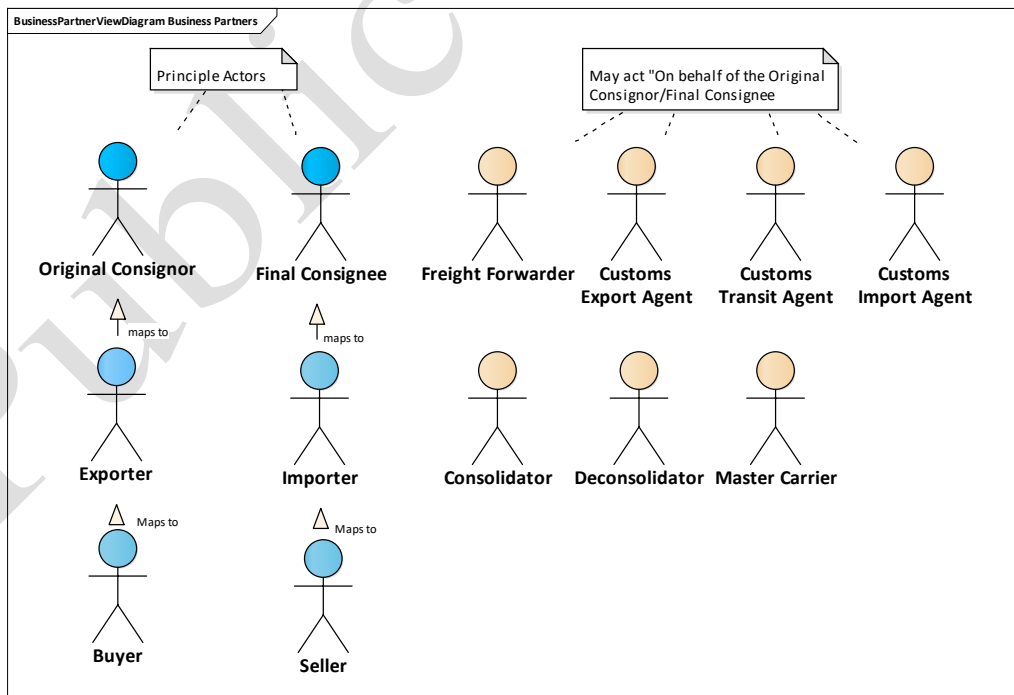 BusinessPartnerViewDiagram Business Partners
Principle Actors
May act "On behalf of the Original
Consignor/Final Consignee
Original Consignor
Final Consignee
Freight Forwarder
Customs
Export Agent
Customs
Transit Agent
Customs
Import Agent
maps to
maps to
Exporter
Importer
Consolidator
Deconsolidator
Master Carrier
Maps to
Maps to
Buyer
Seller
Public